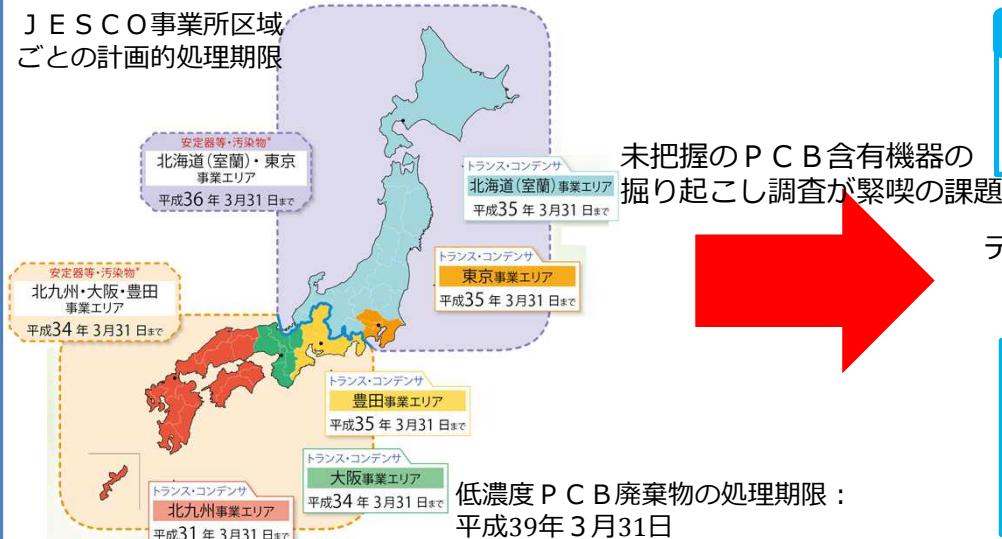 ＪＥＳＣＯ事業所区域
ごとの計画的処理期限
安定器等・汚染物*
北海道(室蘭)・東京
事業エリア
平成36年3月31日まで
トランス・コンデンサ
北海道(室蘭)事業エリア
平成35年3月31日まで
未把握のＰＣＢ含有機器の
掘り起こし調査が緊喫の課題
トランス・コンデンサ
東京事業エリア
平成35年3月31日まで
安定器等・汚染物*
北九州・大阪・豊田
事業エリア
平成34年3月31日まで
トランス・コンデンサ
豊田事業エリア
平成35年3月31日まで
トランス・コンデンサ
大阪事業エリア
平成34年3月31日まで
トランス・コンデンサ
北九州事業エリア
平成31年3月31日まで
低濃度ＰＣＢ廃棄物の処理期限：
平成39年３月31日